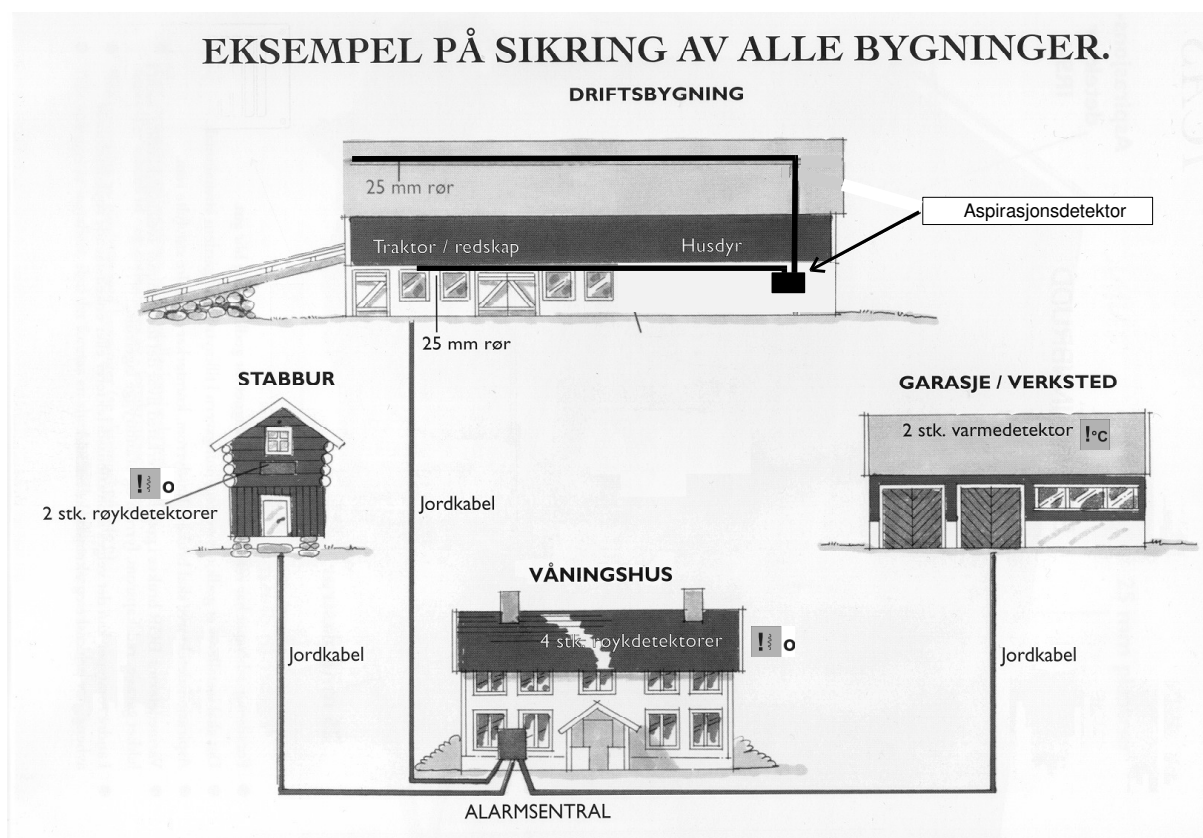 EKSEMPEL PÅ SIKRING AV ALLE BYGNINGER.
DRIFTSBYGNING
25 mm rør
Aspirasjonsdetektor
Traktor / redskap
Husdyr
25 mm rør
STABBUR
GARASJE / VERKSTED
2 stk. varmedetektor !°C
! o
2 stk. røykdetektorer
Jordkabel
VÅNINGSHUS
4 stk. røykdetektorer ! o
Jordkabel
Jordkabel
ALARMSENTRAL